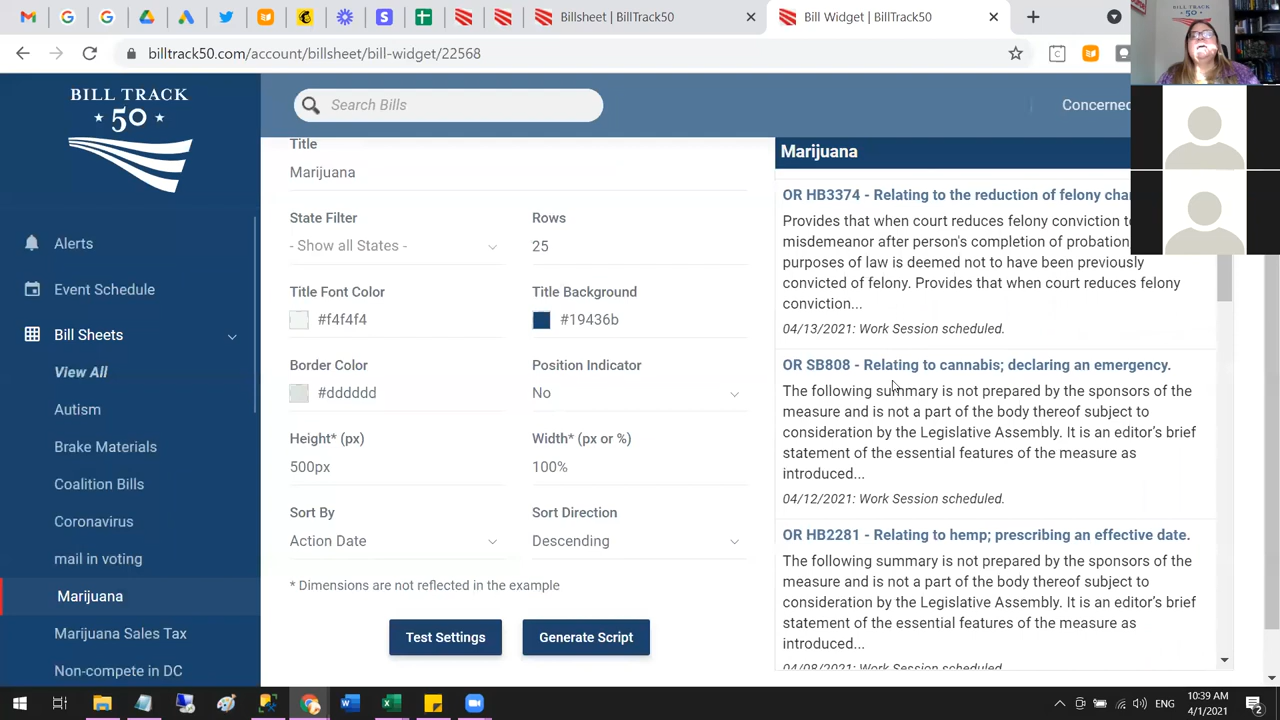 Billsheet | BillTrack50
Bill Widget | BillTrack50
billtrack50.com/account/billsheet/bill-widget/22568
BILL TRACK
50
BILL TRACK
50
Search Bills
Concerned
Alerts
Event Schedule
Bill Sheets
View All
Autism
Brake Materials
Coalition Bills
Coronavirus
mail in voting
Marijuana
Marijuana Sales Tax
Non-compete in DC
Title
Marijuana
State Filter
- Show all States -
Rows
25
Title Font Color
#f4f4f4
Title Background
#19436b
Border Color
#dddddd
Position Indicator
No
Height* (px)
500px
Width* (px or %)
100%
Sort By
Action Date
Sort Direction
Descending
* Dimensions are not reflected in the example
Test Settings
Generate Script
Marijuana
OR HB3374 - Relating to the reduction of felony
Provides that when court reduces felony conviction
misdemeanor after person's completion of probation
purposes of law is deemed not to have been previously
convicted of felony. Provides that when court reduces felony
conviction...
04/13/2021: Work Session scheduled.
OR SB808 - Relating to cannabis; declaring an emergency.
The following summary is not prepared by the sponsors of the
measure and is not a part of the body thereof subject to
consideration by the Legislative Assembly. It is an editor's brief
statement of the essential features of the measure as
introduced...
04/12/2021: Work Session scheduled.
OR HB2281 - Relating to hemp; prescribing an effective date.
The following summary is not prepared by the sponsors of the
measure and is not a part of the body thereof subject to
consideration by the Legislative Assembly. It is an editor's brief
statement of the essential features of the measure as
introduced...
04/08/2021: Work Session scheduled.
ENG
10:39 AM
4/1/2021
2